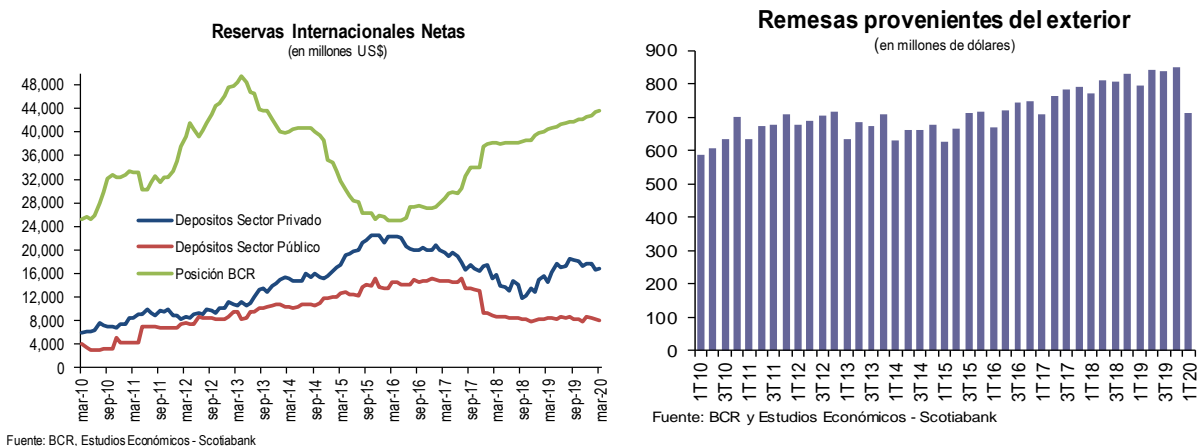 Reservas Internacionales Netas
(en millones US$)
48,000
44,000
40,000
36,000
32,000
28,000
24,000
20,000
16,000
12,000
8,000
4,000
0
Depositos Sector Privado
Depósitos Sector Público
Posición BCR
mar-10
sep-10
mar-11
sep-11
mar-12
sep-12
mar-13
sep-13
mar-14
sep-14
mar-15
sep-15
mar-16
sep-16
mar-17
sep-17
mar-18
sep-18
mar-19
sep-19
mar-20
Fuente: BCR, Estudios Económicos - Scotiabank
Remesas provenientes del exterior
(en millones de dólares)
900
800
700
600
500
400
300
200
100
0
1T10
3T10
1T11
3T11
1T12
3T12
1T13
3T13
1T14
3T14
1T15
3T15
1T16
3T16
1T17
3T17
1T18
3T18
1T19
3T19
1T20
Fuente: BCR y Estudios Económicos - Scotiabank